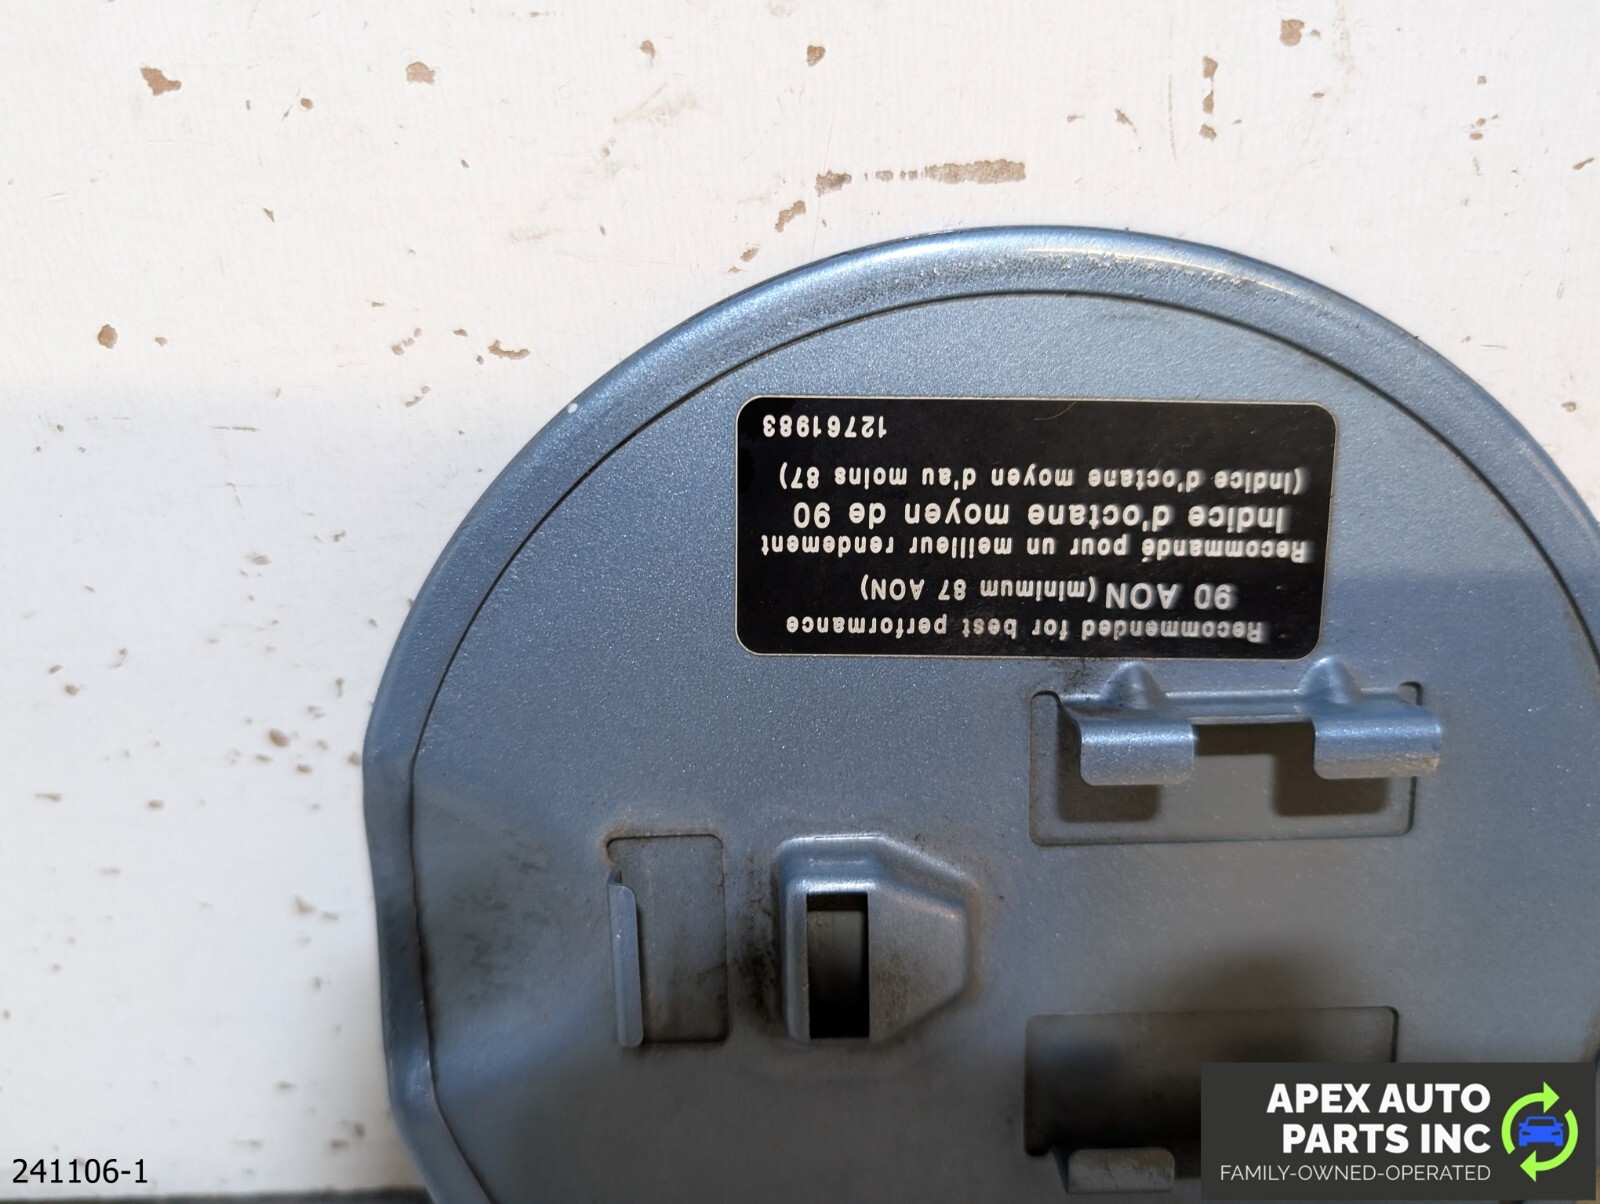 Recommended for best performance
90 AON (minimum 87 AON)
Recommandé pour un meilleur rendement
Indice d'octane moyen de 90
(Indice d'octane moyen d'au moins 87)
12761983
241106-1
APEX AUTO
PARTS INC
FAMILY-OWNED-OPERATED